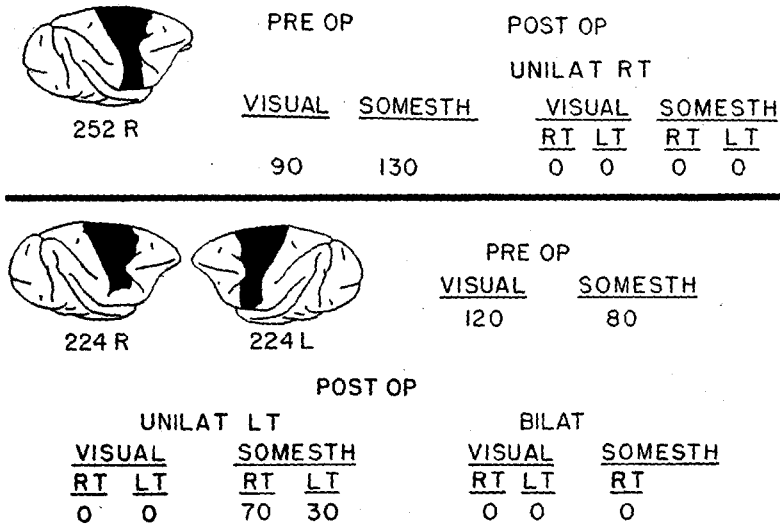 PRE OP POST OP
UNILAT RT
VISUAL SOMESTH VISUAL SOMESTH
252 R RT LT RT LT
90 130 0 0 0 0
PRE OP
VISUAL SOMESTH
120 80
224 R 224 L
POST OP
UNILAT LT BILAT
VISUAL SOMESTH VISUAL SOMESTH
RT LT RT LT RT LT RT
0 0 70 30 0 0 0